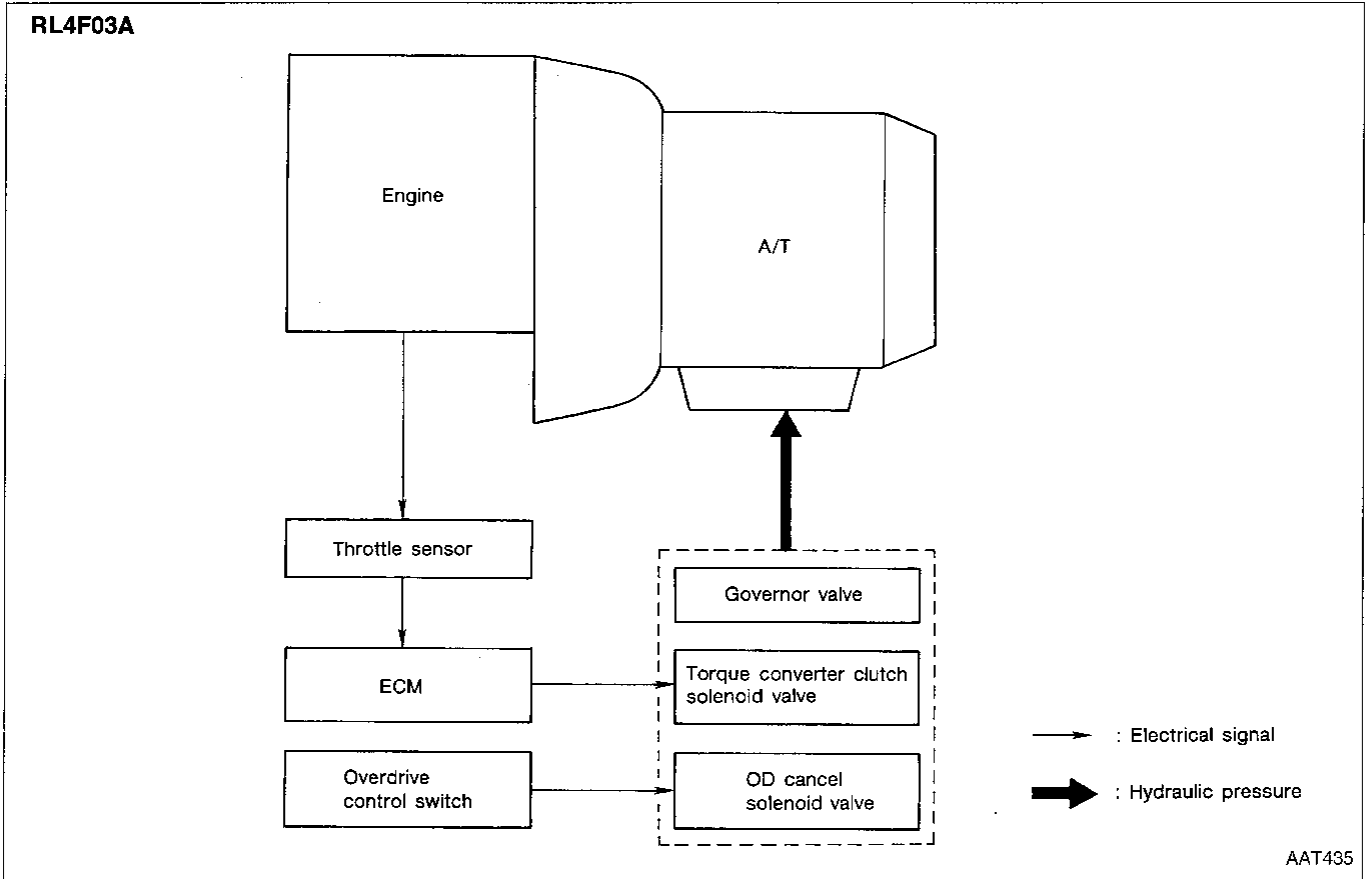 RL4F03A
Engine
A/T
Throttle sensor
Governor valve
ECM
Torque converter clutch
solenoid valve
Overdrive
control switch
OD cancel
solenoid valve
: Electrical signal
: Hydraulic pressure
AAT435